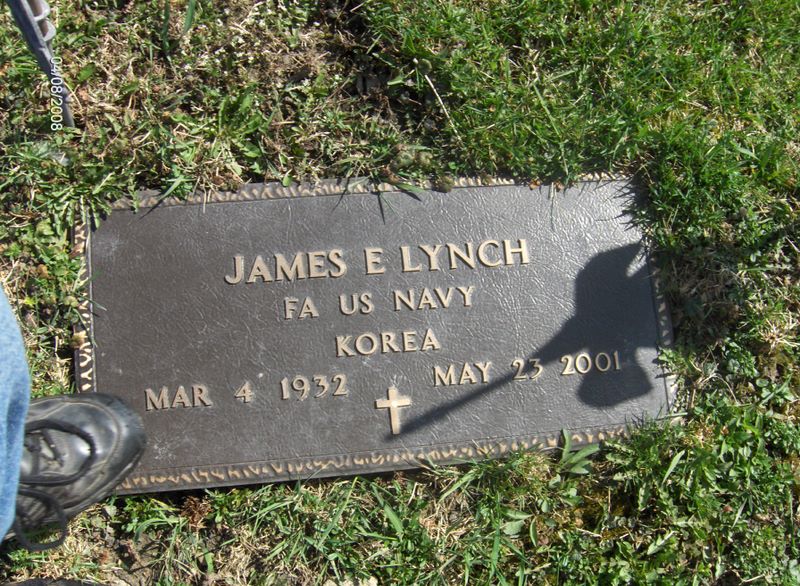 04/08/2008
JAMES E LYNCH
FA US NAVY
KOREA
MAR 4 1932 MAY 23 2001